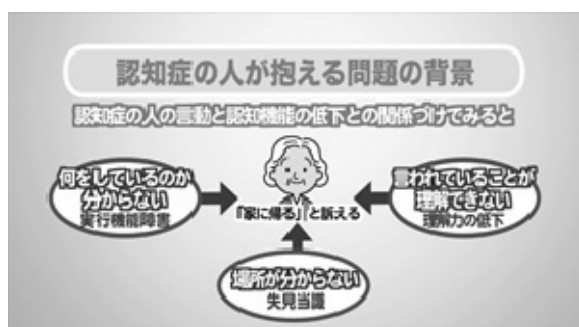 認知症の人が抱える問題の背景
認知症の人の言動と認知機能の低下との関係づけてみると
何をしているのか
分からない
実行機能障害
「家に帰る」と訴える
言われていることが
理解できない
理解力の低下
場所が分からない
失見当識